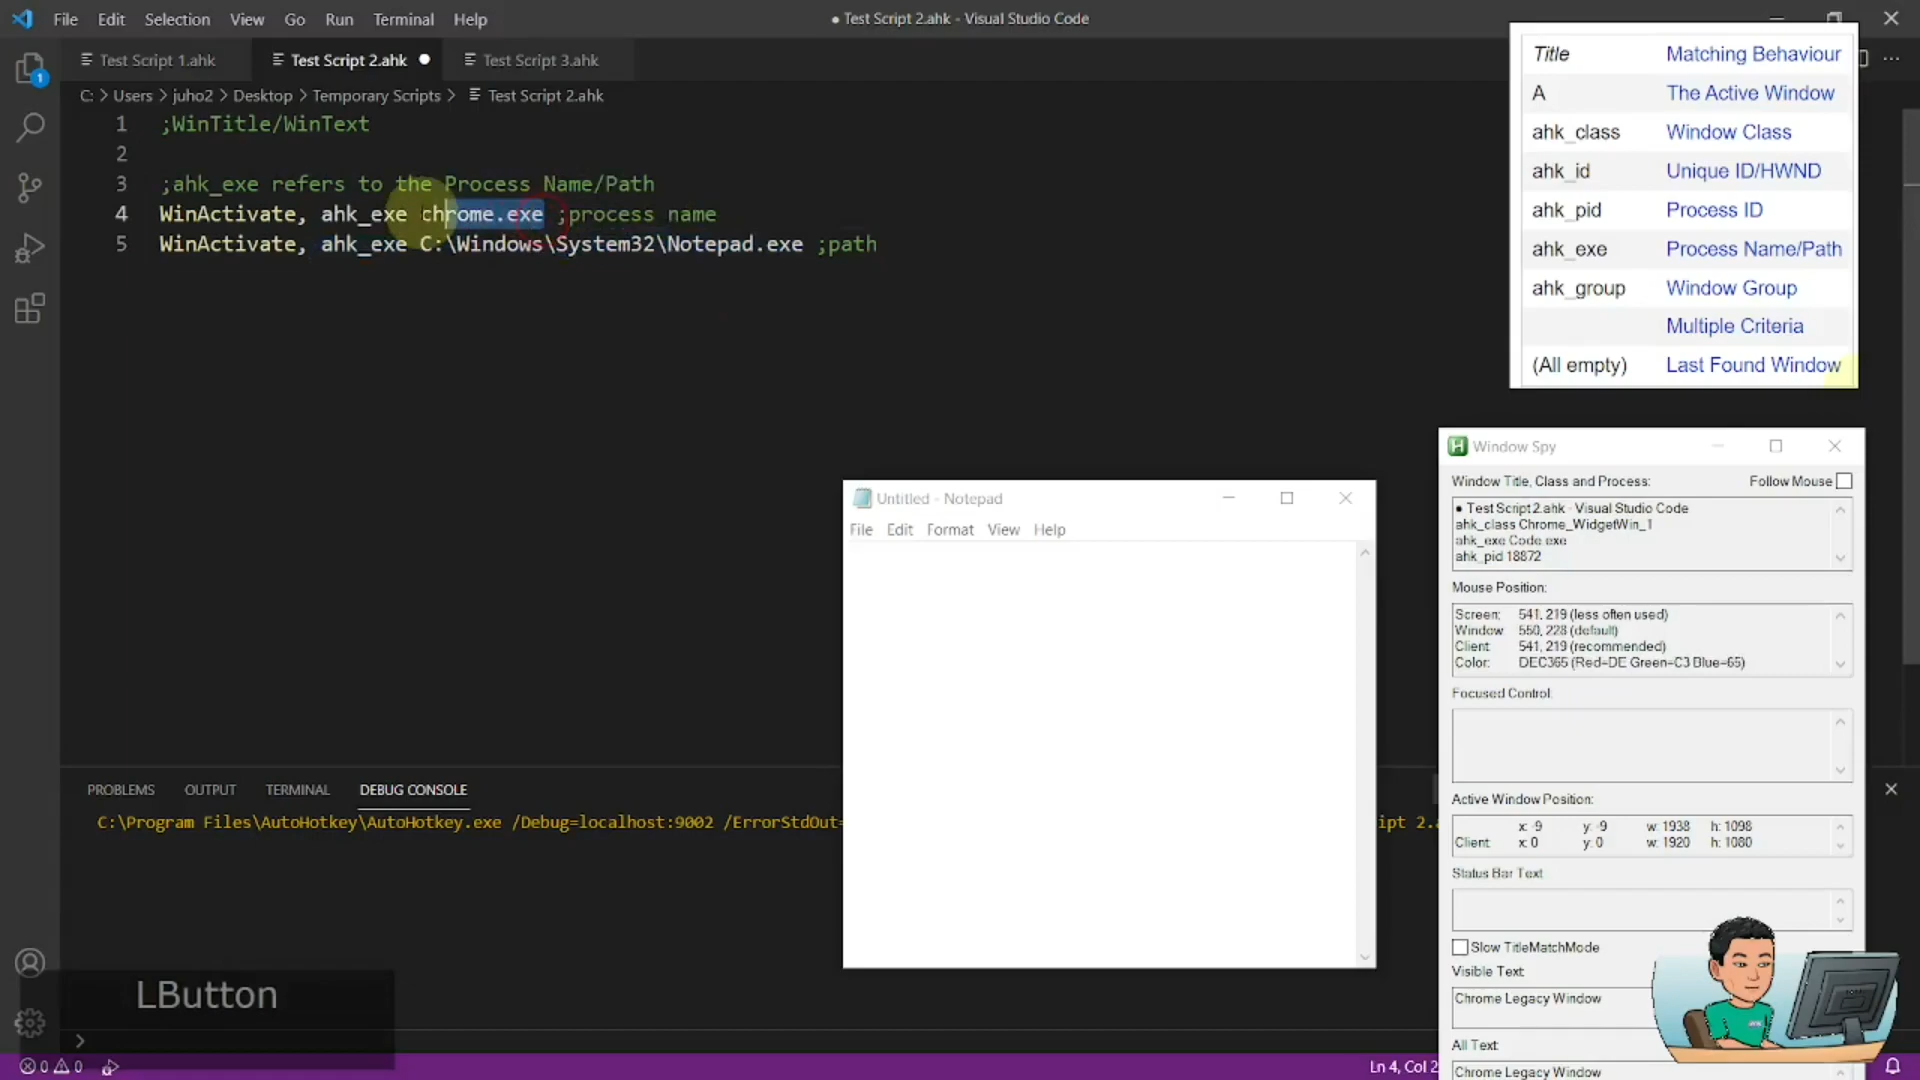 File Edit Selection View Go Run Terminal Help
● Test Script 2.ahk - Visual Studio Code
Test Script 1.ahk
Test Script 2.ahk ●
Test Script 3.ahk
C: > Users > juho2 > Desktop > Temporary Scripts > Test Script 2.ahk
1 ;WinTitle/WinText
2
3 ;ahk_exe refers to the Process Name/Path
4 WinActivate, ahk_exe chrome.exe ;process name
5 WinActivate, ahk_exe C:\Windows\System32\Notepad.exe ;path
Title Matching Behaviour
A The Active Window
ahk_class Window Class
ahk_id Unique ID/HWND
ahk_pid Process ID
ahk_exe Process Name/Path
ahk_group Window Group
Multiple Criteria
(All empty) Last Found Window
Untitled - Notepad
File Edit Format View Help
Window Spy
Window Title, Class and Process:
Follow Mouse
● Test Script 2.ahk - Visual Studio Code
ahk_class Chrome_WidgetWin_1
ahk_exe Code.exe
ahk_pid 18872
Mouse Position:
Screen: 541, 219 (less often used)
Window: 550, 228 (default)
Client: 541, 219 (recommended)
Color: DEC365 (Red=DE Green=C3 Blue=65)
Focused Control:
Active Window Position:
x: -9 y: -9 w: 1938 h: 1098
Client: x: 0 y: 0 w: 1920 h: 1080
Status Bar Text:
Slow TitleMatchMode
Visible Text:
Chrome Legacy Window
All Text:
Chrome Legacy Window
PROBLEMS OUTPUT TERMINAL DEBUG CONSOLE
C:\Program Files\AutoHotkey\AutoHotkey.exe /Debug=localhost:9002 /ErrorStdOut=
ipt 2.a
LButton
1
0 0
Ln 4, Col 2
ahk